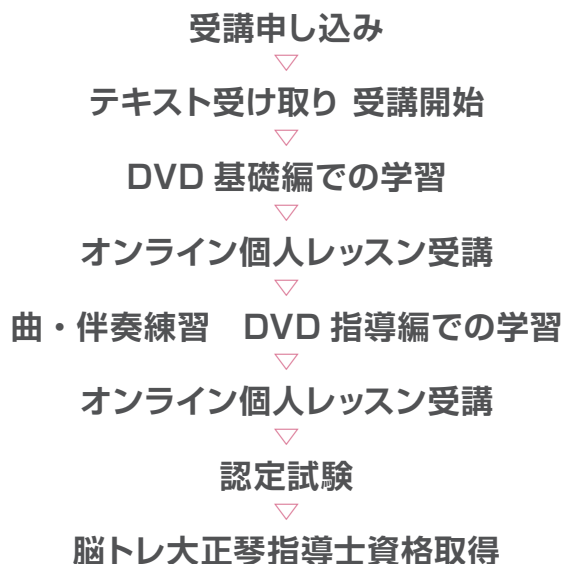 受講申し込み
▽
テキスト受け取り 受講開始
▽
DVD 基礎編での学習
▽
オンライン個人レッスン受講
▽
曲・伴奏練習　DVD 指導編での学習
▽
オンライン個人レッスン受講
▽
認定試験
▽
脳トレ大正琴指導士資格取得